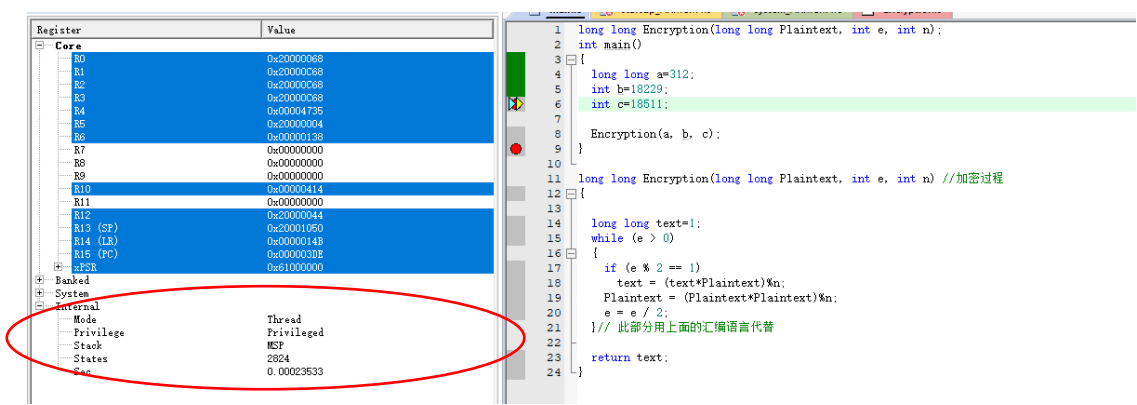 Register Value
Core
R0 0x20000068
R1 0x20000C68
R2 0x20000C68
R3 0x20000C68
R4 0x00004735
R5 0x20000004
R6 0x00000138
R7 0x00000000
R8 0x00000000
R9 0x00000000
R10 0x00000414
R11 0x00000000
R12 0x20000044
R13 (SP) 0x20001050
R14 (LR) 0x0000014B
R15 (PC) 0x000003DE
xPSR 0x61000000
Banked
System
Internal
Mode Thread
Privilege Privileged
Stack MSP
States 2824
Sec 0.00023533
1 long long Encryption(long long Plaintext, int e, int n);
2 int main()
3 {
4 long long a=312;
5 int b=18229;
6 int c=18511;
7
8 Encryption(a, b, c);
9 }
10
11 long long Encryption(long long Plaintext, int e, int n) //加密过程
12 {
13
14 long long text=1;
15 while (e > 0)
16 {
17 if (e % 2 == 1)
18 text = (text*Plaintext)%n;
19 Plaintext = (Plaintext*Plaintext)%n;
20 e = e / 2;
21 }// 此部分用上面的汇编语言代替
22
23 return text;
24 }